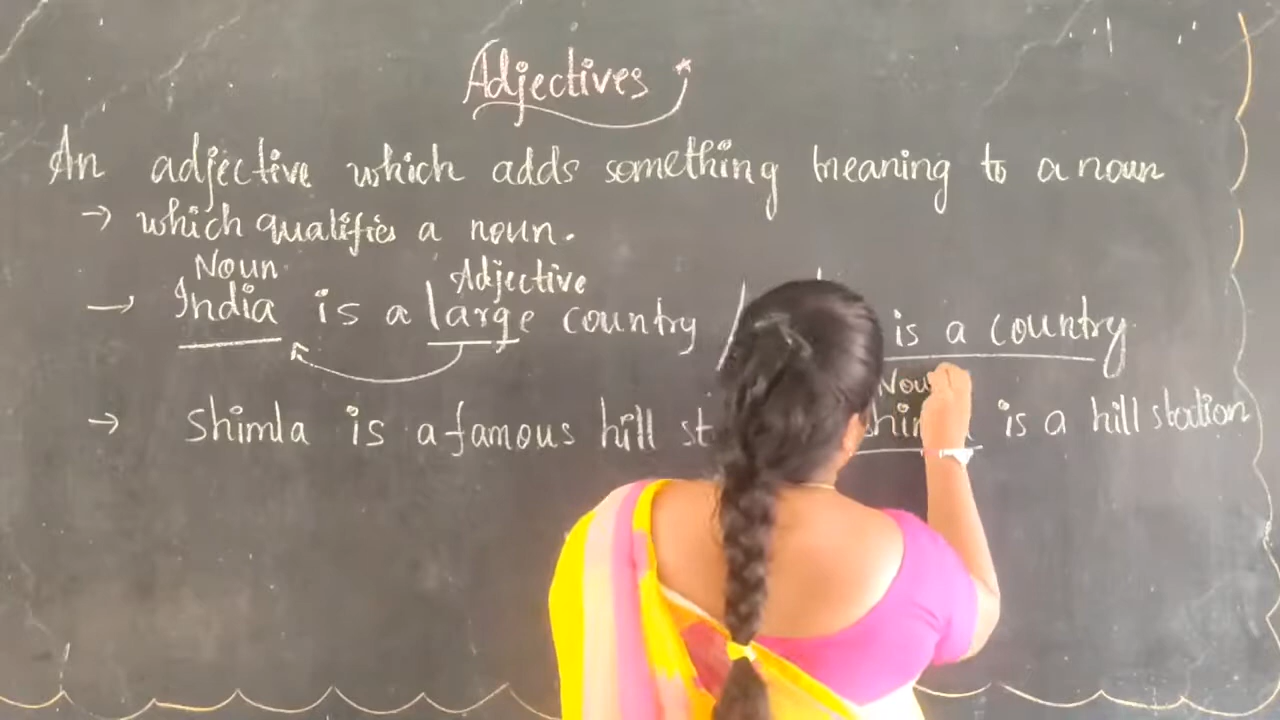 Adjectives
An adjective which adds something meaning to a noun
→ which qualifies a noun.
Noun Adjective
→ India is a large country / is a country
Nou
→ Shimla is a famous hill st is a hill station